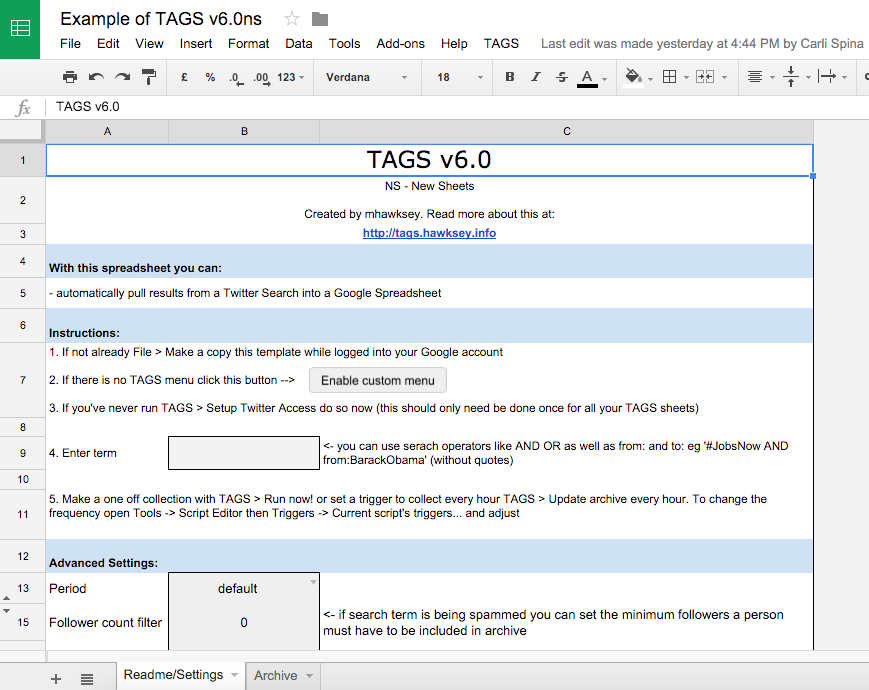 Example of TAGS v6.0ns
File Edit View Insert Format Data Tools Add-ons Help TAGS Last edit was made yesterday at 4:44 PM by Carli Spina
£ % .0 .00 123 Verdana 18 B I S A
fx TAGS v6.0
A B C
1 TAGS v6.0
NS - New Sheets
2
Created by mhawksey. Read more about this at:
3 http://tags.hawksey.info
4 With this spreadsheet you can:
5 - automatically pull results from a Twitter Search into a Google Spreadsheet
6 Instructions:
1. If not already File > Make a copy this template while logged into your Google account
7 2. If there is no TAGS menu click this button --> Enable custom menu
3. If you've never run TAGS > Setup Twitter Access do so now (this should only need be done once for all your TAGS sheets)
8
9 4. Enter term <- you can use serach operators like AND OR as well as from: and to: eg '#JobsNow AND
from:BarackObama' (without quotes)
10
5. Make a one off collection with TAGS > Run now! or set a trigger to collect every hour TAGS > Update archive every hour. To change the
11 frequency open Tools -> Script Editor then Triggers -> Current script's triggers... and adjust
12 Advanced Settings:
13 Period default
15 Follower count filter 0 <- if search term is being spammed you can set the minimum followers a person
must have to be included in archive
+ Readme/Settings Archive